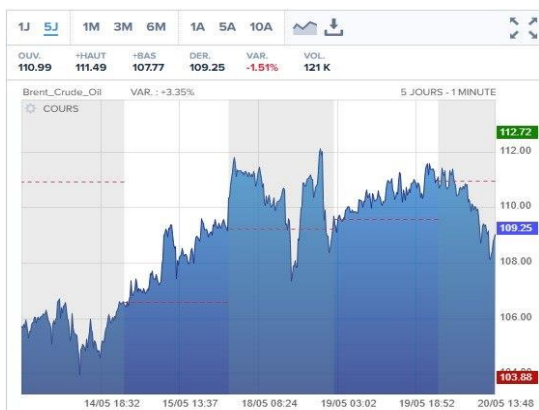 1J 5J 1M 3M 6M 1A 5A 10A
OUV. +HAUT +BAS DER. VAR. VOL.
110.99 111.49 107.77 109.25 -1.51% 121 K
Brent_Crude_Oil VAR. : +3.35% 5 JOURS - 1 MINUTE
COURS
112.72
112.00
110.00
109.25
108.00
106.00
104.00
103.88
14/05 18:32 15/05 13:37 18/05 08:24 19/05 03:02 19/05 18:52 20/05 13:48